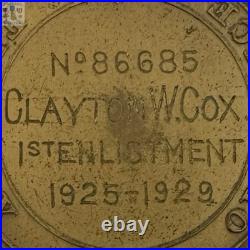 Nº86685
CLAYTON W. COX.
1ST ENLISTMENT
1925-1929